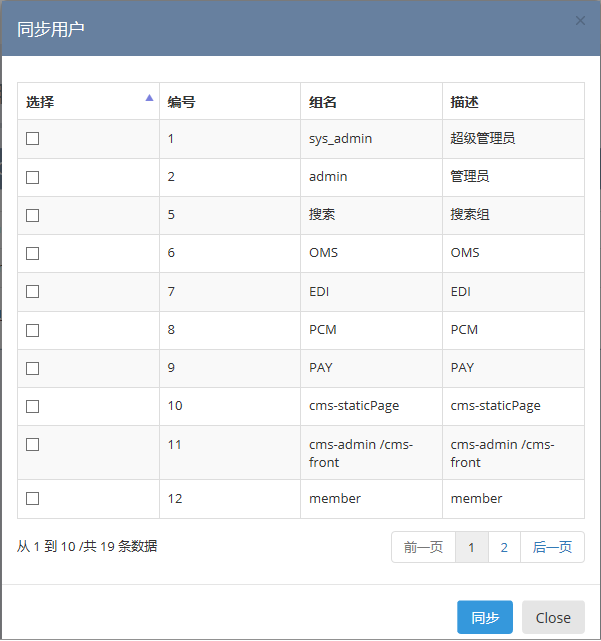 同步用户
×
选择 编号 组名 描述
1 sys_admin 超级管理员
2 admin 管理员
5 搜索 搜索组
6 OMS OMS
7 EDI EDI
8 PCM PCM
9 PAY PAY
10 cms-staticPage cms-staticPage
11 cms-admin /cms- cms-admin /cms-
front front
12 member member
从 1 到 10 /共 19 条数据 前一页 1 2 后一页
同步 Close